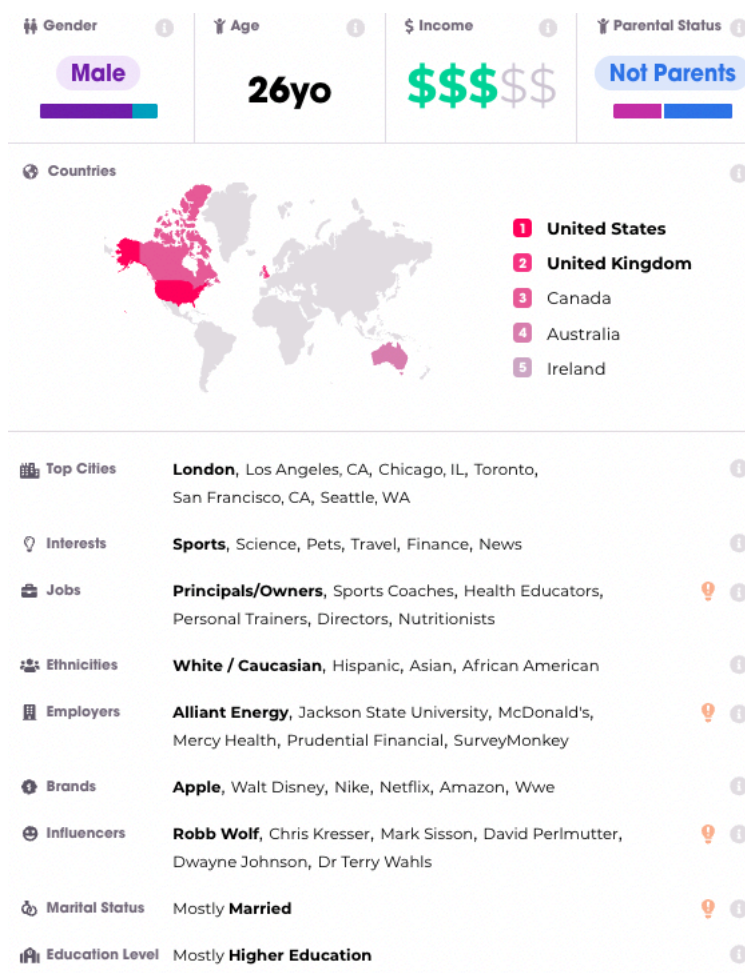 Gender
Age
$ Income
Parental Status
Male
26yo
$$$$$
Not Parents
Countries
1 United States
2 United Kingdom
3 Canada
4 Australia
5 Ireland
Top Cities
London, Los Angeles, CA, Chicago, IL, Toronto,
San Francisco, CA, Seattle, WA
Interests
Sports, Science, Pets, Travel, Finance, News
Jobs
Principals/Owners, Sports Coaches, Health Educators,
Personal Trainers, Directors, Nutritionists
Ethnicities
White / Caucasian, Hispanic, Asian, African American
Employers
Alliant Energy, Jackson State University, McDonald's,
Mercy Health, Prudential Financial, SurveyMonkey
Brands
Apple, Walt Disney, Nike, Netflix, Amazon, Wwe
Influencers
Robb Wolf, Chris Kresser, Mark Sisson, David Perlmutter,
Dwayne Johnson, Dr Terry Wahls
Marital Status
Mostly Married
Education Level
Mostly Higher Education